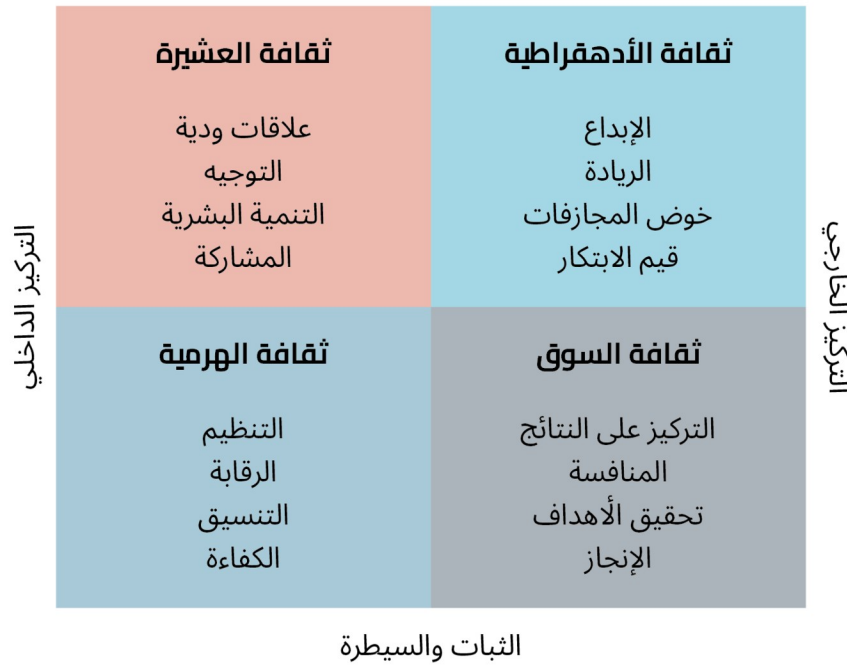 ثقافة العشيرة
علاقات ودية
التوجيه
التنمية البشرية
المشاركة
ثقافة الأدهقراطية
الإبداع
الريادة
خوض المجازفات
قيم الابتكار
التركيز الداخلي
التركيز الخارجي
ثقافة الهرمية
التنظيم
الرقابة
التنسيق
الكفاءة
ثقافة السوق
التركيز على النتائج
المنافسة
تحقيق الأهداف
الإنجاز
الثبات والسيطرة